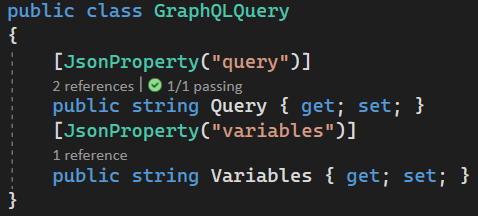 public class GraphQLQuery
{
[JsonProperty("query")]
2 references | 1/1 passing
public string Query { get; set; }
[JsonProperty("variables")]
1 reference
public string Variables { get; set; }
}